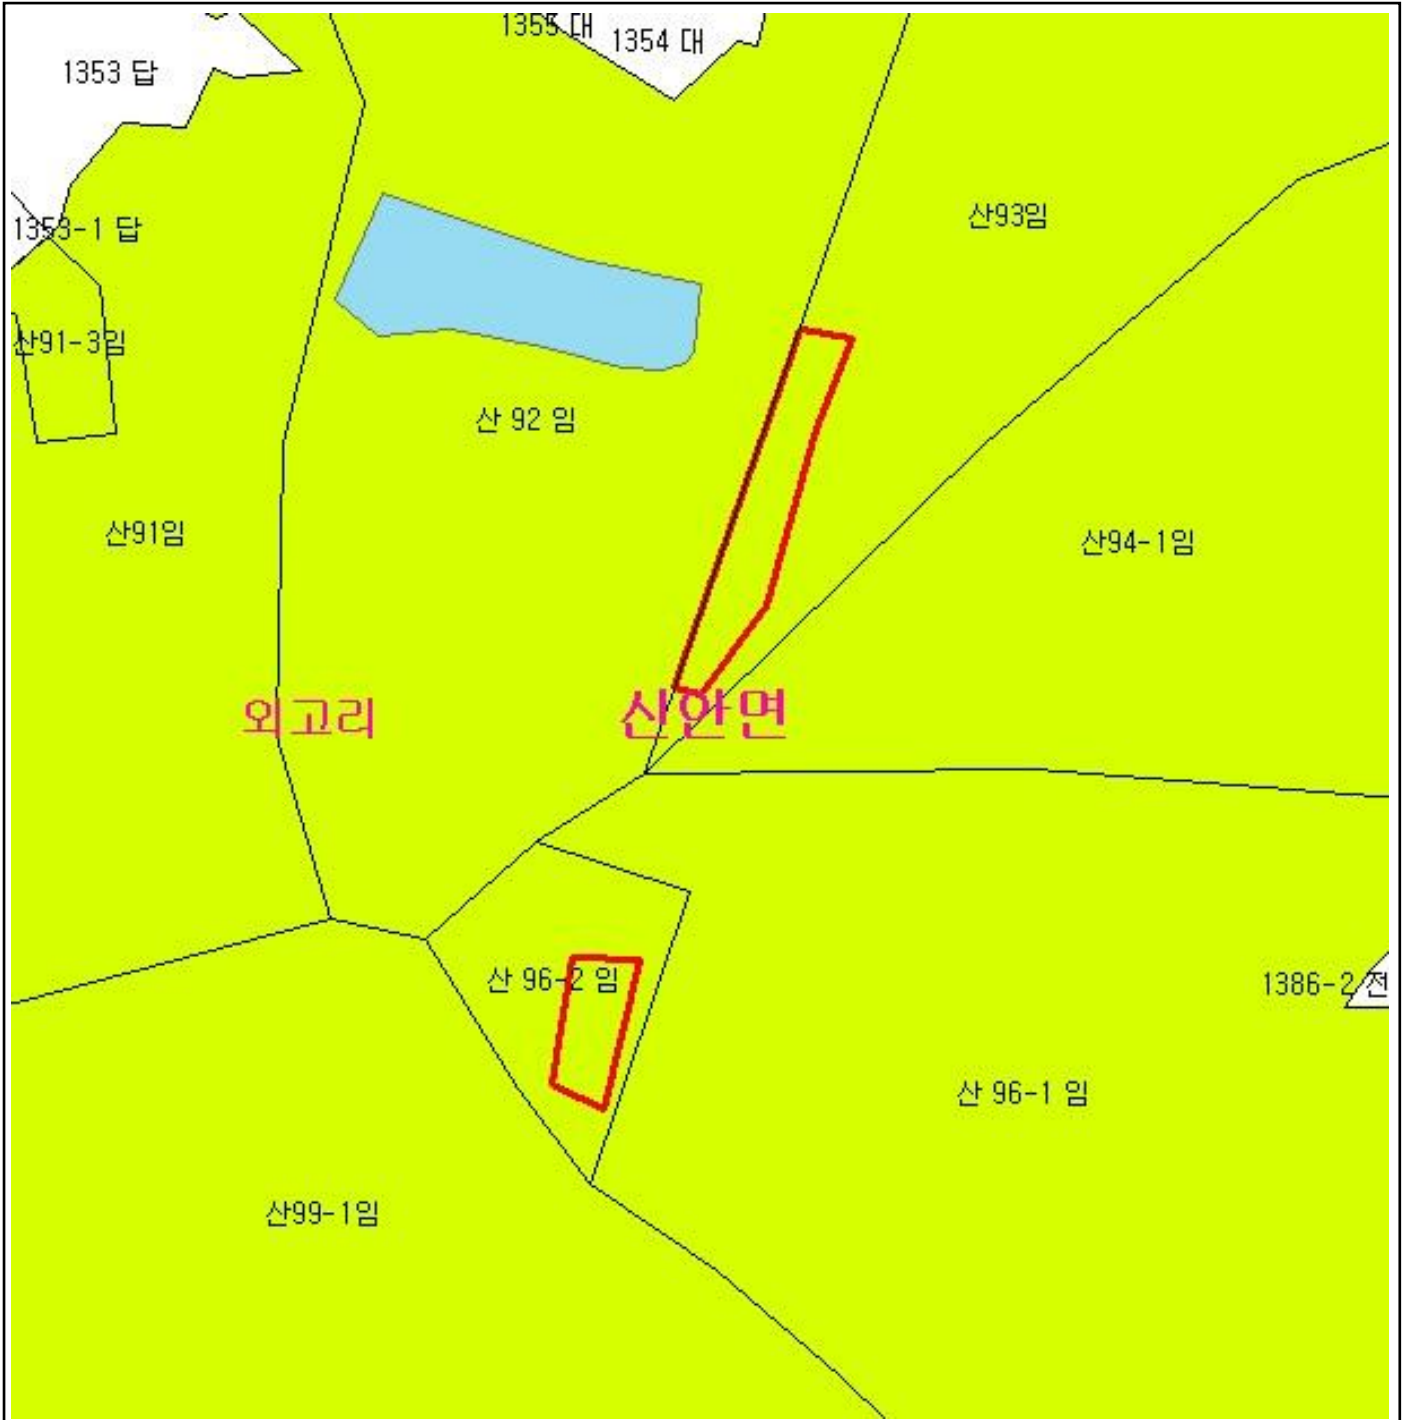 1355 대
1354 대
1353 답
산93임
1353-1 답
산91-3임
산 92 임
산91임
산94-1임
외고리
신안면
산 96-2 임
1386-2 전
산 96-1 임
산99-1임